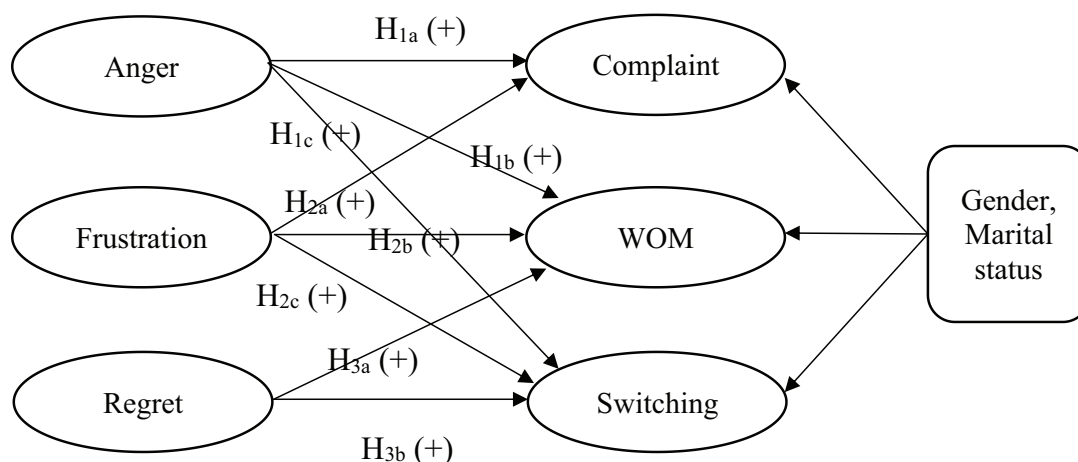 H1a (+)
Anger
Complaint
H1c (+)
H1b (+)
H2a (+)
Frustration
H2b (+)
WOM
Gender,
Marital
status
H2c (+)
H3a (+)
Regret
Switching
H3b (+)